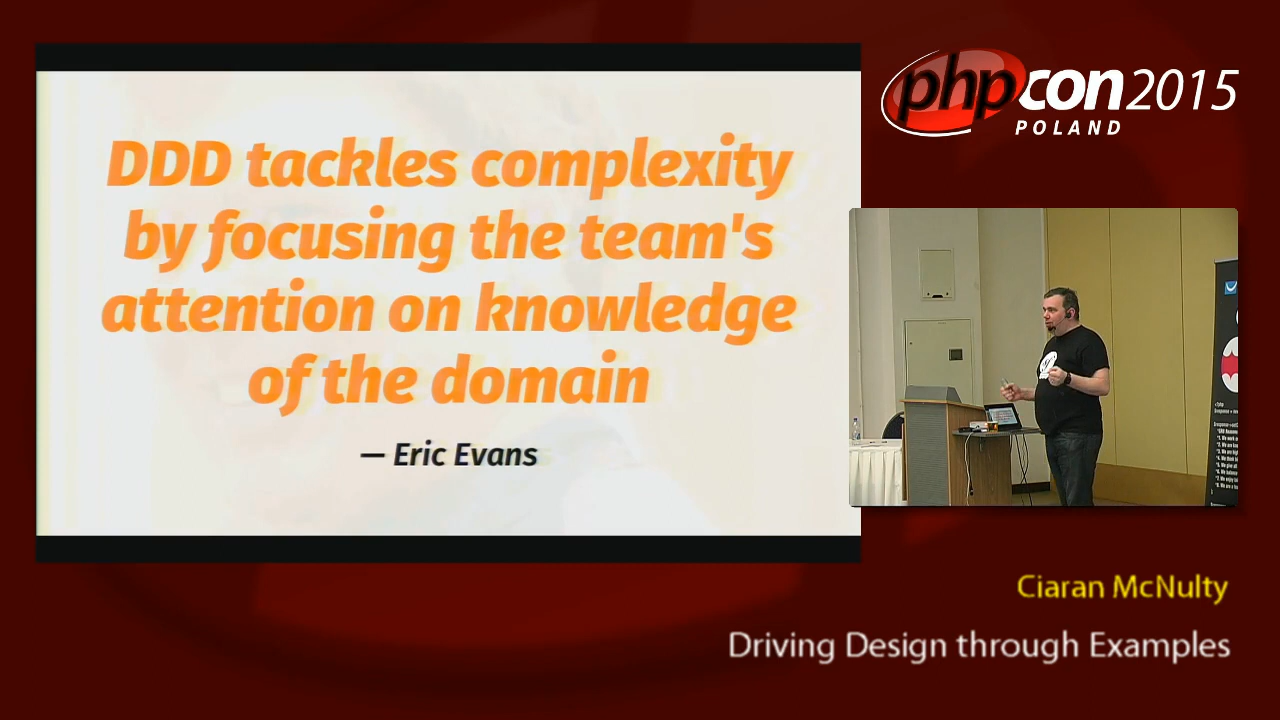 DDD tackles complexity
by focusing the team's
attention on knowledge
of the domain
— Eric Evans
phpcon2015
POLAND
Ciaran McNulty
Driving Design through Examples